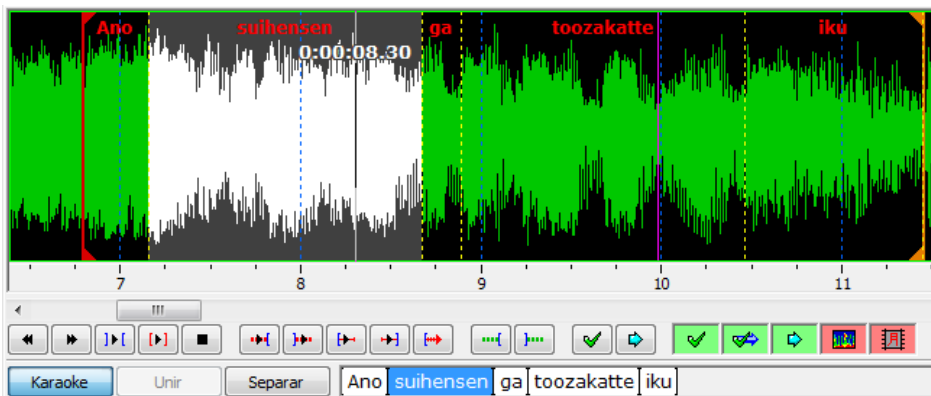 Ano suihensen ga toozakatte iku
0:00:08.30
7 8 9 10 11
Karaoke Unir Separar Ano suihensen ga toozakatte iku